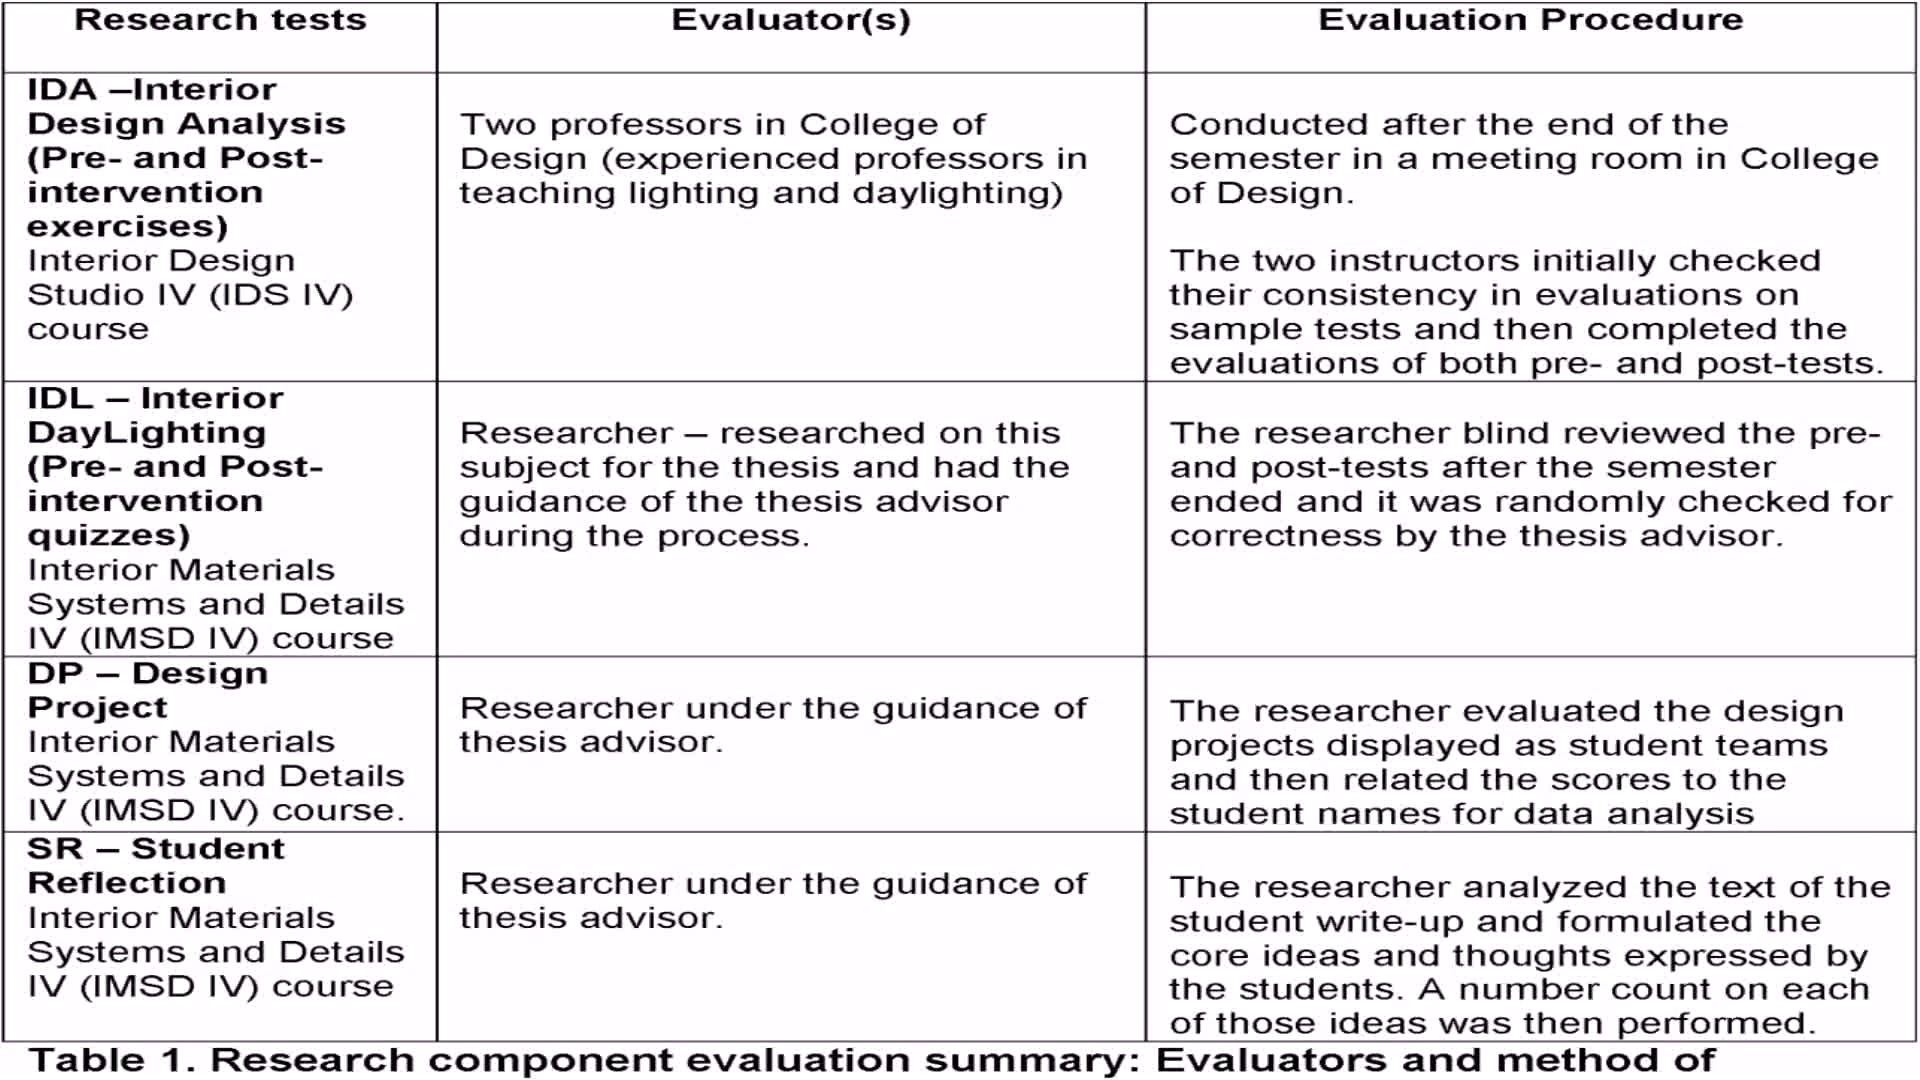 Research tests
Evaluator(s)
Evaluation Procedure
IDA –Interior
Design Analysis
(Pre- and Post-
intervention
exercises)
Interior Design
Studio IV (IDS IV)
course
Two professors in College of
Design (experienced professors in
teaching lighting and daylighting)
Conducted after the end of the
semester in a meeting room in College
of Design.
The two instructors initially checked
their consistency in evaluations on
sample tests and then completed the
evaluations of both pre- and post-tests.
IDL – Interior
DayLighting
(Pre- and Post-
intervention
quizzes)
Interior Materials
Systems and Details
IV (IMSD IV) course
Researcher – researched on this
subject for the thesis and had the
guidance of the thesis advisor
during the process.
The researcher blind reviewed the pre-
and post-tests after the semester
ended and it was randomly checked for
correctness by the thesis advisor.
DP – Design
Project
Interior Materials
Systems and Details
IV (IMSD IV) course.
Researcher under the guidance of
thesis advisor.
The researcher evaluated the design
projects displayed as student teams
and then related the scores to the
student names for data analysis
SR – Student
Reflection
Interior Materials
Systems and Details
IV (IMSD IV) course
Researcher under the guidance of
thesis advisor.
The researcher analyzed the text of the
student write-up and formulated the
core ideas and thoughts expressed by
the students. A number count on each
of those ideas was then performed.
Table 1. Research component evaluation summary: Evaluators and method of